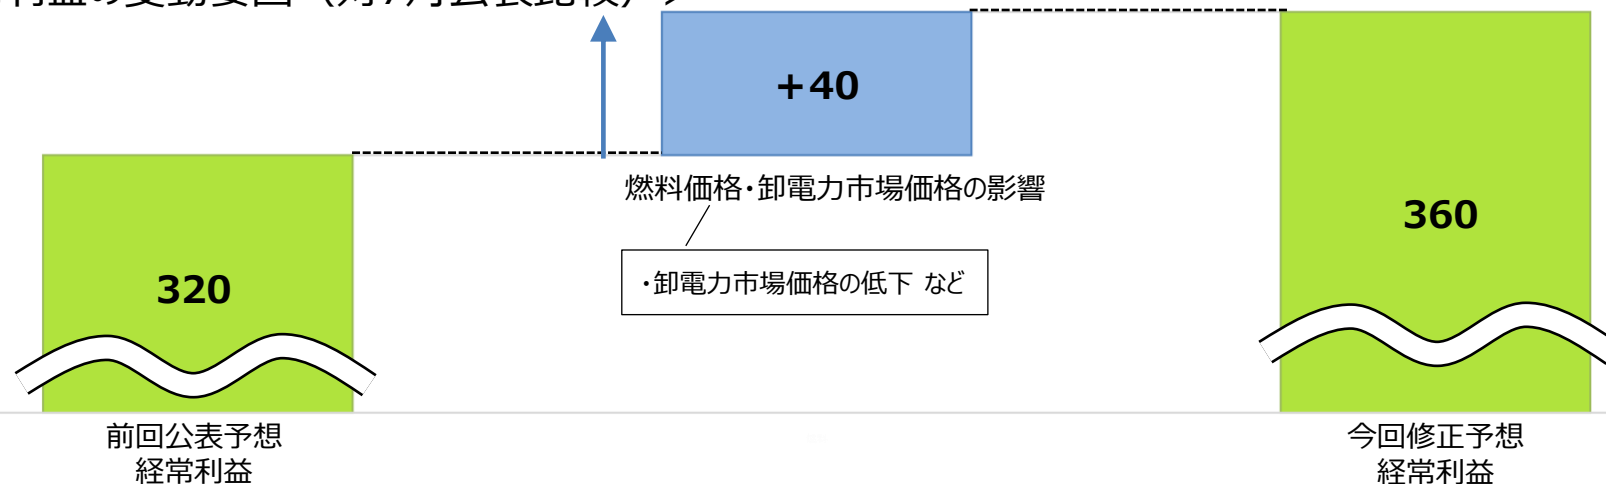 +40
燃料価格・卸電力市場価格の影響
360
・卸電力市場価格の低下 など
320
前回公表予想
経常利益
今回修正予想
経常利益